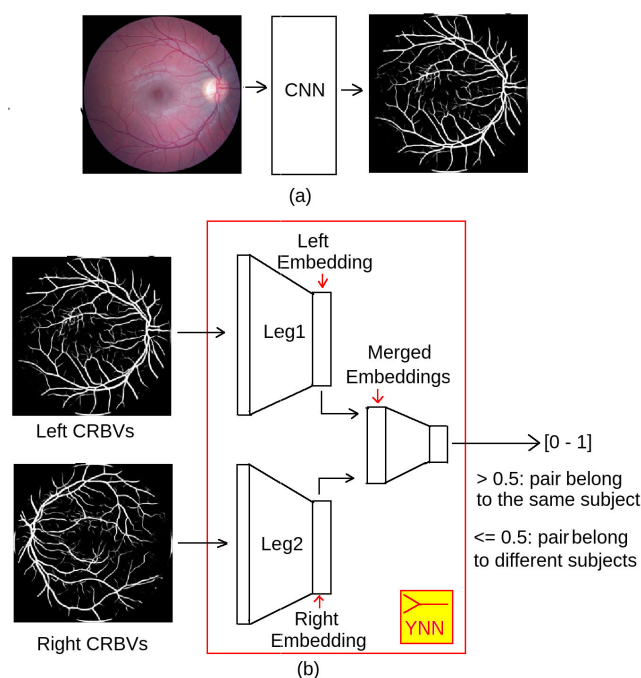 CNN
(a)
Left
Embedding
Leg1
Merged
Embeddings
Left CRBVs
[0 - 1]
> 0.5: pair belong
to the same subject
<= 0.5: pair belong
to different subjects
Leg2
YNN
Right
Embedding
Right CRBVs
(b)